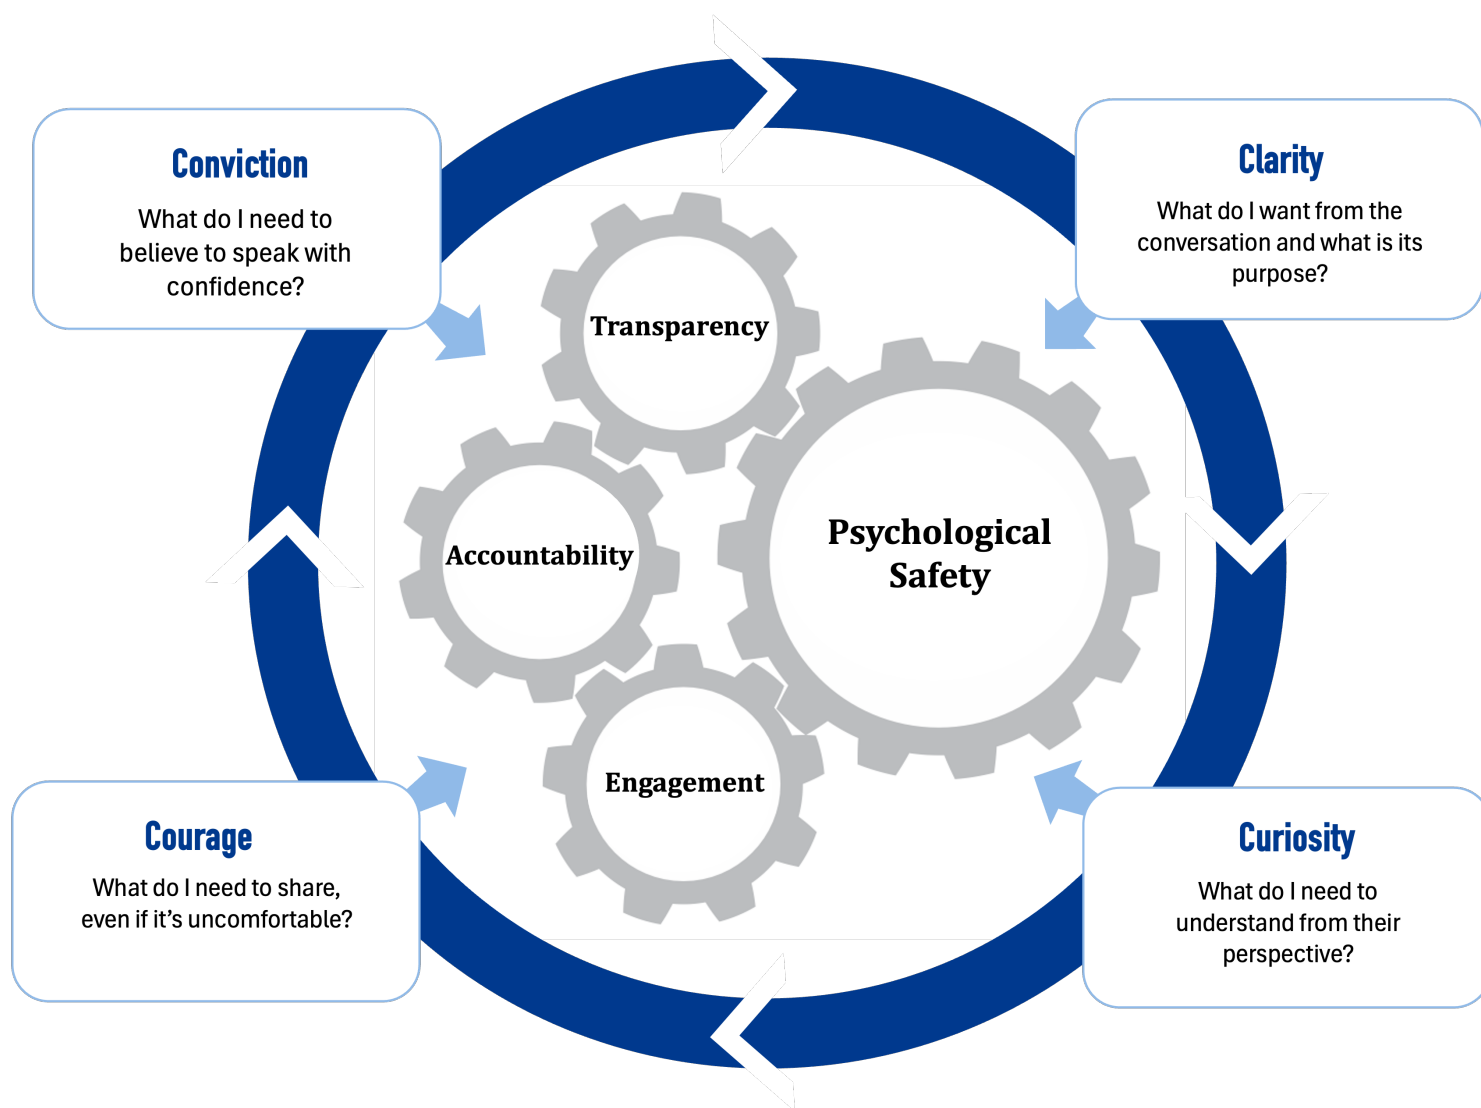 Conviction
What do I need to
believe to speak with
confidence?
Clarity
What do I want from the
conversation and what is its
purpose?
Transparency
Accountability
Psychological
Safety
Engagement
Courage
What do I need to share,
even if it’s uncomfortable?
Curiosity
What do I need to
understand from their
perspective?